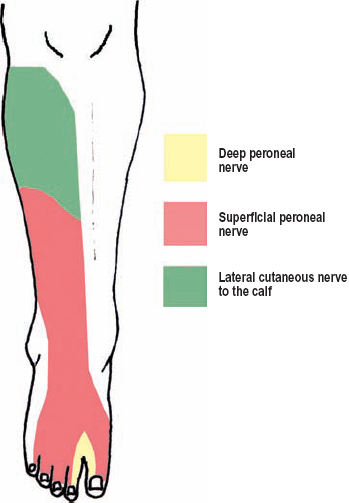 Deep peroneal
nerve
Superficial peroneal
nerve
Lateral cutaneous nerve
to the calf